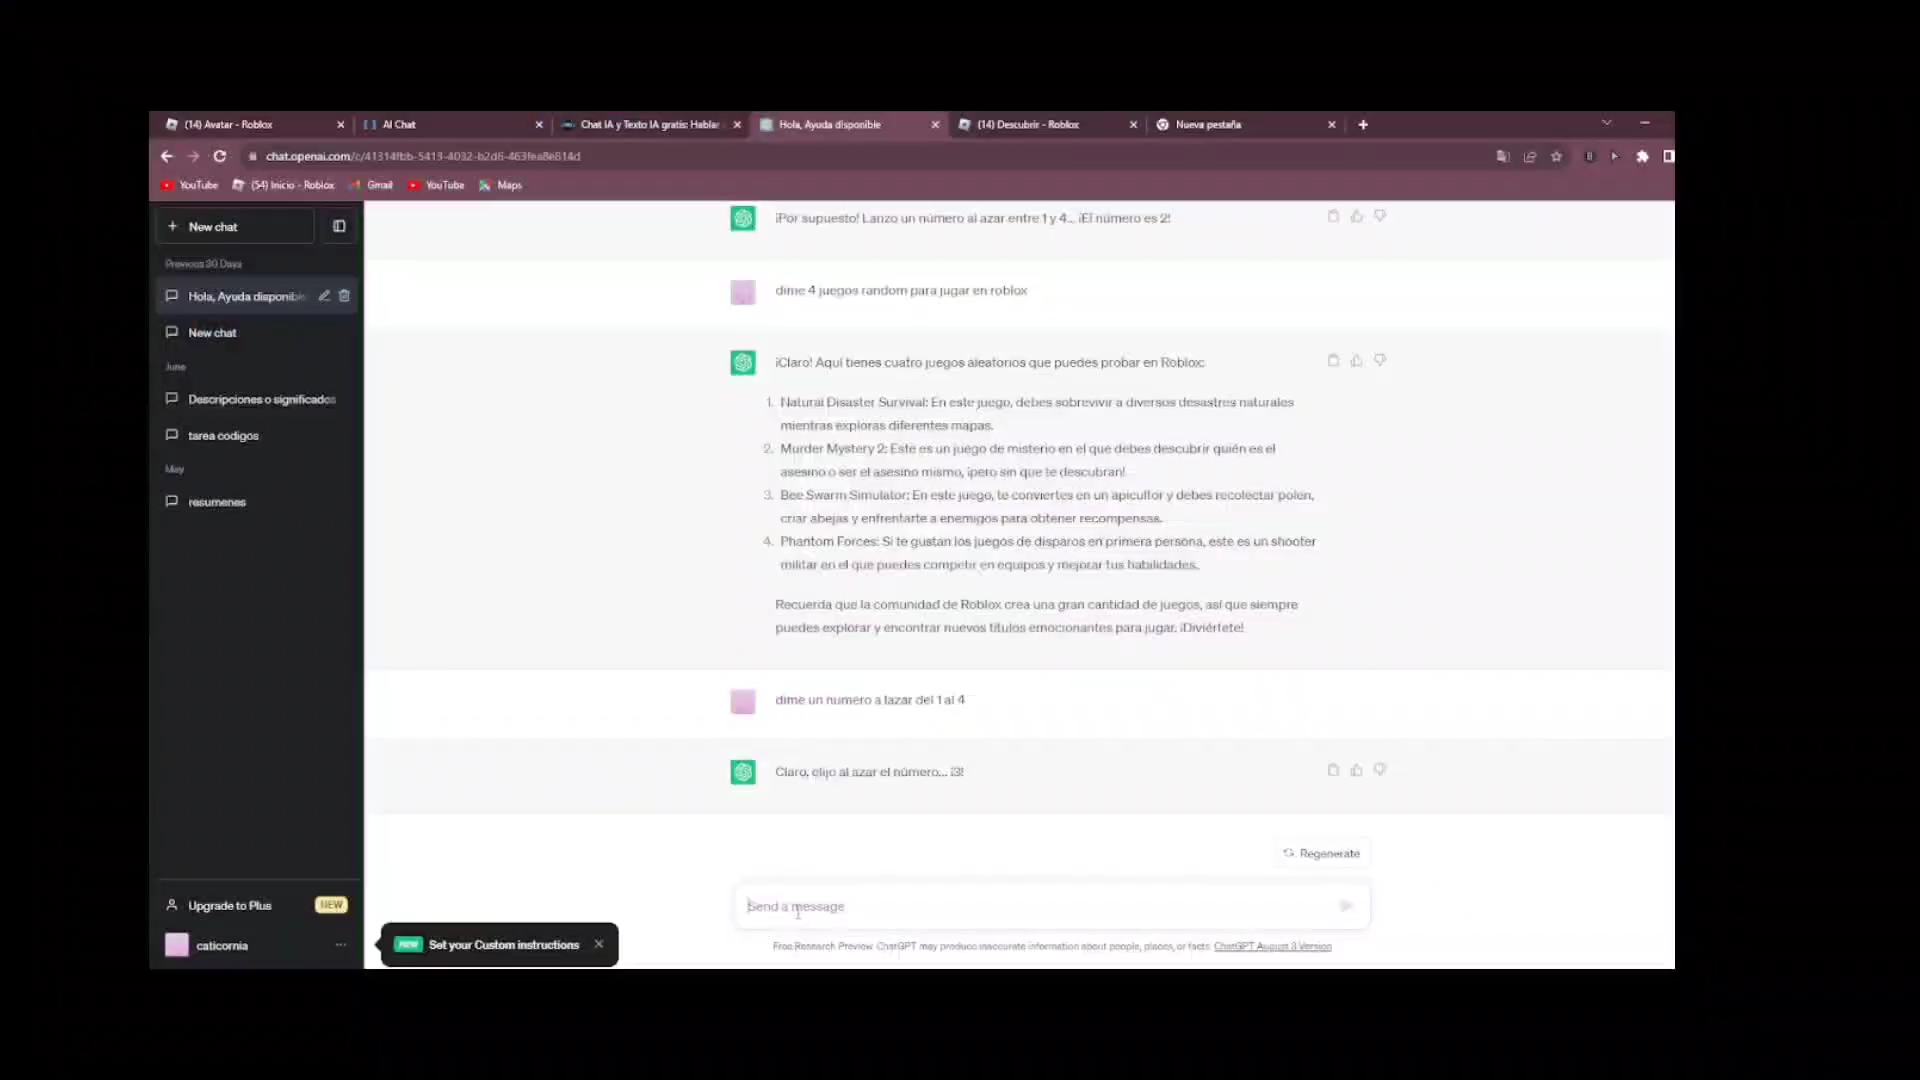 (14) Avatar - Roblox
AI Chat
Chat IA y Texto IA gratis: Hablar
Hola, Ayuda disponible
(14) Descubrir - Roblox
Nueva pestaña
chat.openai.com/c/41314fbb-5413-4032-b2d6-463fea8e814d
YouTube
(54) Inicio - Roblox
Gmail
YouTube
Maps
New chat
Previous 30 Days
Hola, Ayuda disponible
New chat
June
Descripciones o significados
tarea codigos
May
resumenes
Upgrade to Plus
NEW
caticornia
¡Por supuesto! Lanzo un número al azar entre 1 y 4... ¡El número es 2!
dime 4 juegos random para jugar en roblox
¡Claro! Aquí tienes cuatro juegos aleatorios que puedes probar en Roblox:
1. Natural Disaster Survival: En este juego, debes sobrevivir a diversos desastres naturales
mientras exploras diferentes mapas.
2. Murder Mystery 2: Este es un juego de misterio en el que debes descubrir quién es el
asesino o ser el asesino mismo, ¡pero sin que te descubran!
3. Bee Swarm Simulator: En este juego, te conviertes en un apicultor y debes recolectar polen,
criar abejas y enfrentarte a enemigos para obtener recompensas.
4. Phantom Forces: Si te gustan los juegos de disparos en primera persona, este es un shooter
militar en el que puedes competir en equipos y mejorar tus habilidades.
Recuerda que la comunidad de Roblox crea una gran cantidad de juegos, así que siempre
puedes explorar y encontrar nuevos títulos emocionantes para jugar. ¡Diviértete!
dime un numero a lazar del 1 al 4
Claro, elijo al azar el número... ¡3!
Regenerate
Send a message
NEW Set your Custom instructions
Free Research Preview. ChatGPT may produce inaccurate information about people, places, or facts. ChatGPT August 3 Version